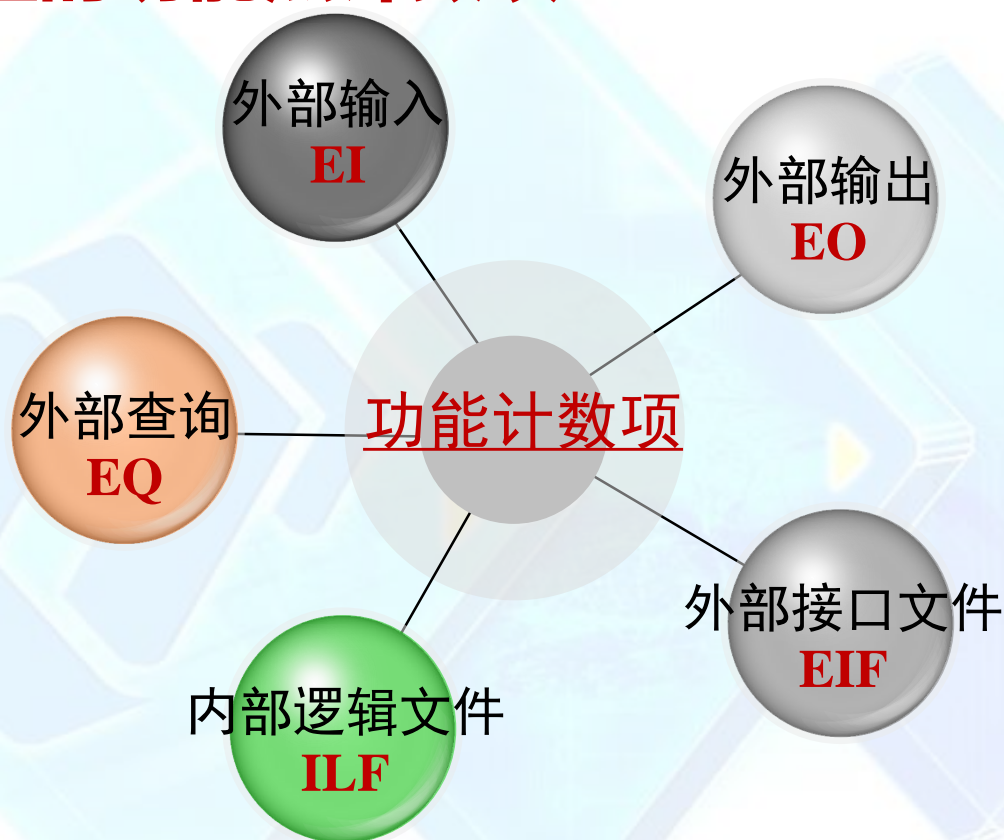 外部输入
EI
外部输出
EO
外部查询
EQ
功能计数项
外部接口文件
EIF
内部逻辑文件
ILF